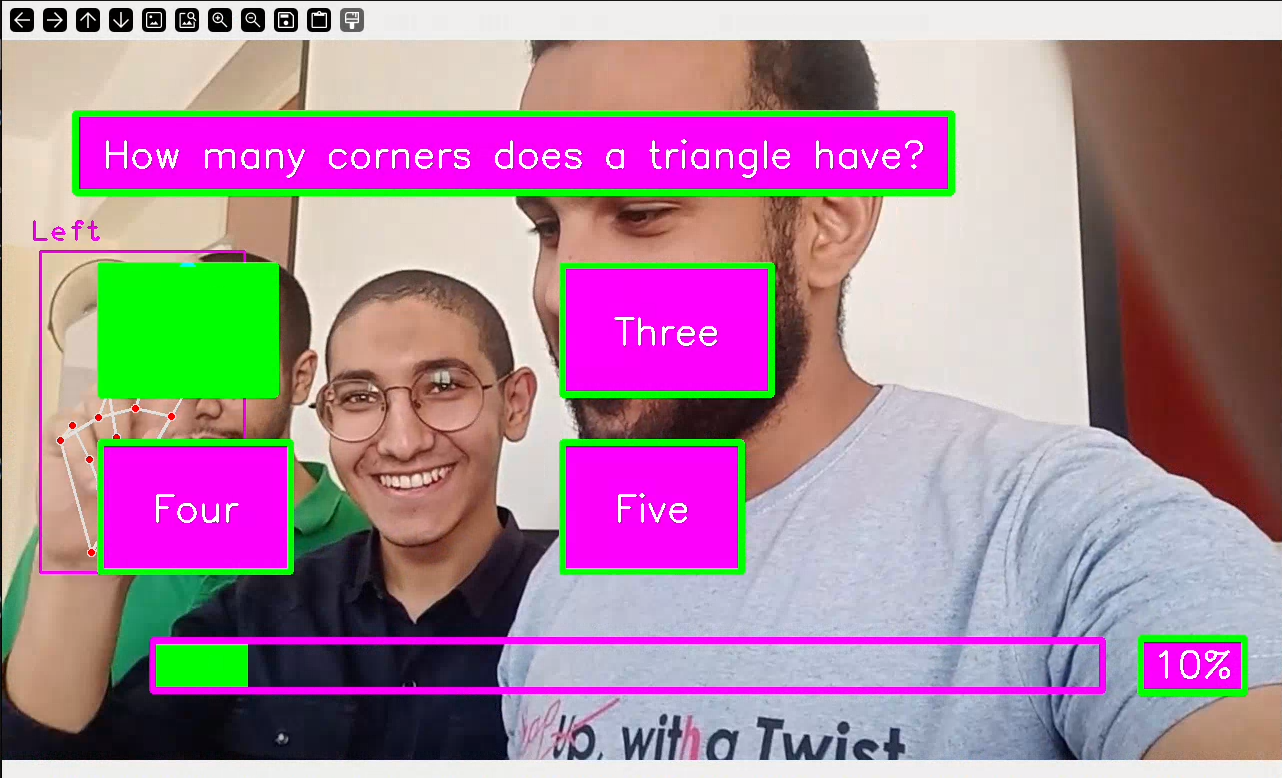 How many corners does a triangle have?
Left
Three
Four
Five
10%
Up, with a Twist